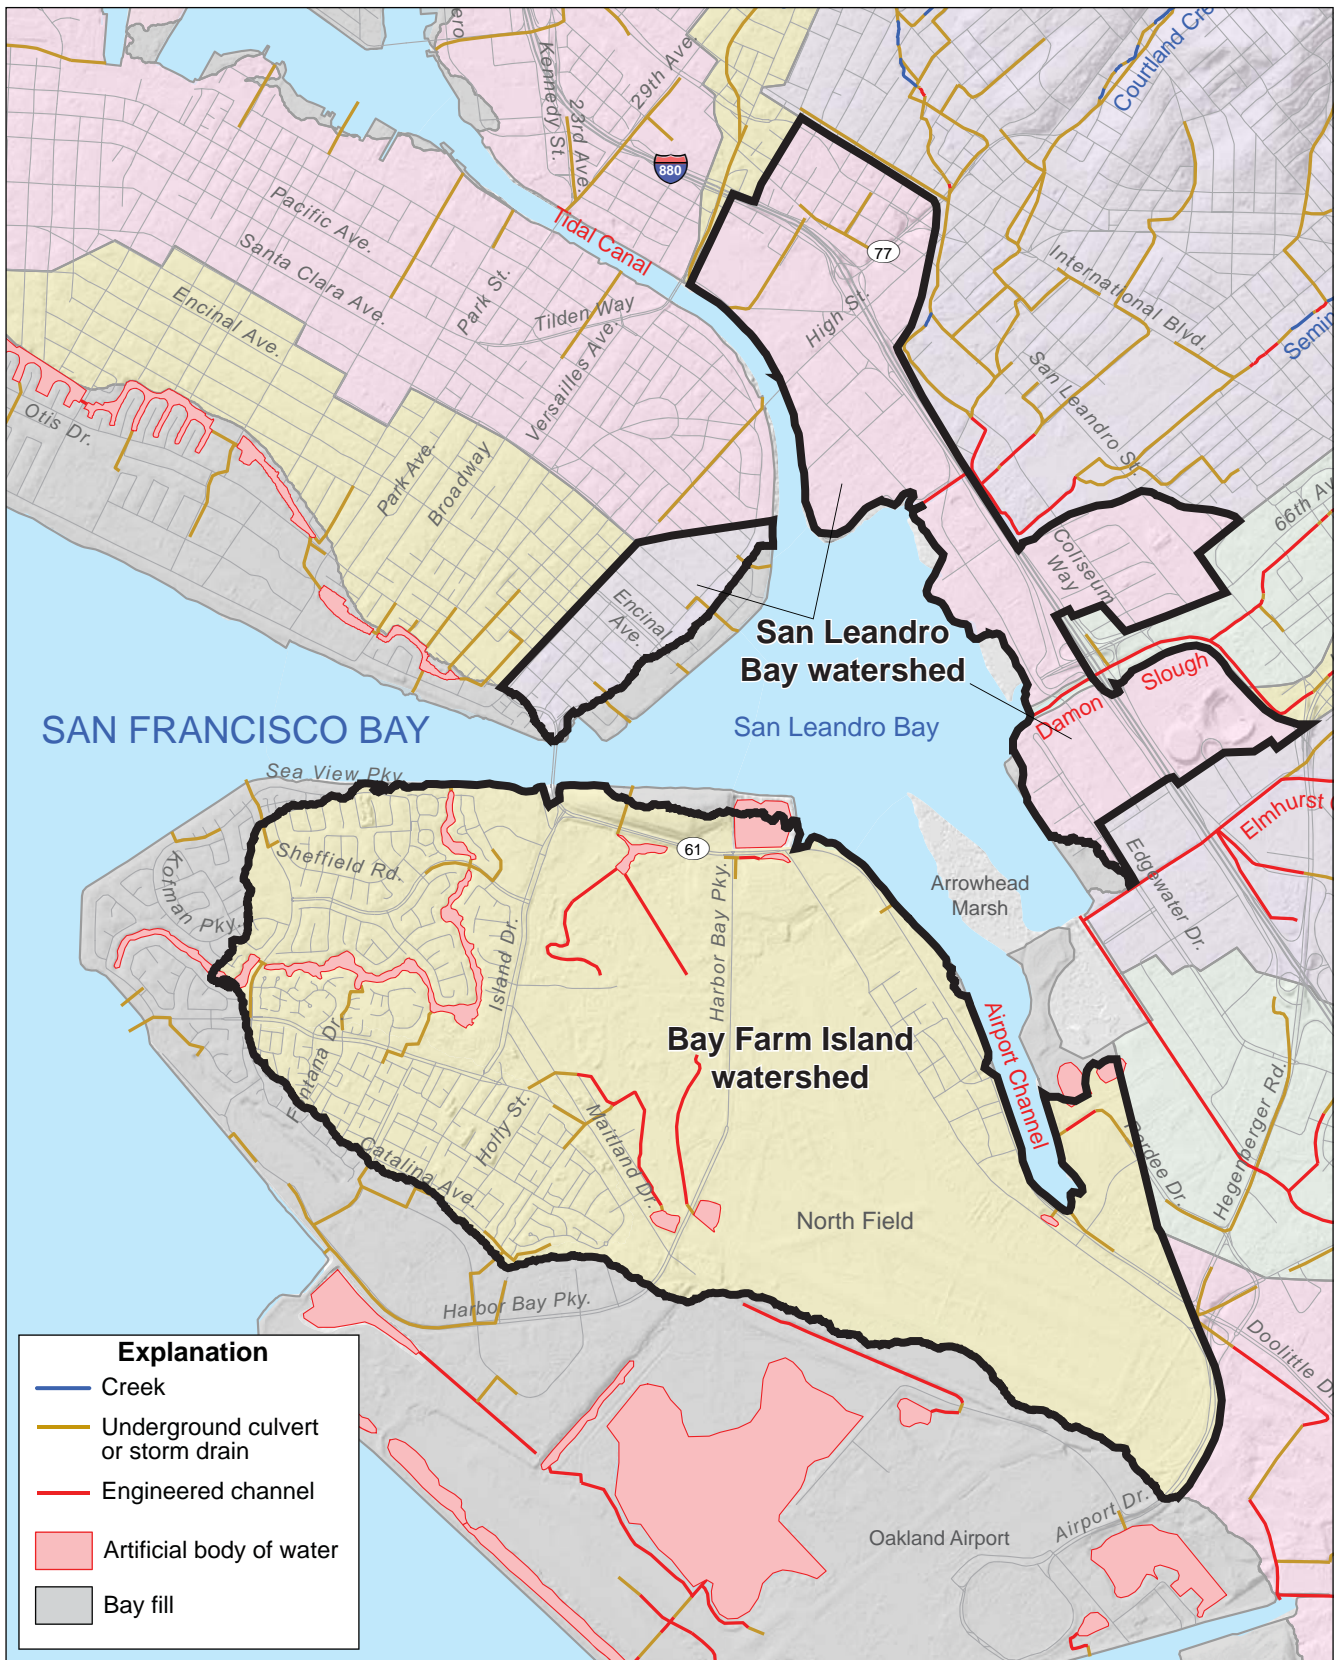 Kennedy St.
23rd Ave.
29th Ave.
880
Courtland Cre
Pacific Ave.
Santa Clara Ave.
Tidal Canal
77
Park St.
Tilden Way
High St.
International Blvd.
Encinal Ave.
Versailles Ave.
San Leandro St.
Semin
Otis Dr.
Park Ave.
Broadway
66th Av
Coliseum
Way
Encinal
Ave.
San Leandro
Bay watershed
Slough
Damon
SAN FRANCISCO BAY
San Leandro Bay
Sea View Pky.
Elmhurst
Sheffield Rd.
61
Edgewater Dr.
Kofman Pky.
Arrowhead
Marsh
Island Dr.
Harbor Bay Pky.
Bay Farm Island
watershed
Airport Channel
Fontana Dr.
Holly St.
Maitland Dr.
Catalina Ave.
Pardee Dr.
Hegenberger Rd.
North Field
Harbor Bay Pky.
Doolittle D
Airport Dr.
Oakland Airport
Explanation
Creek
Underground culvert
or storm drain
Engineered channel
Artificial body of water
Bay fill